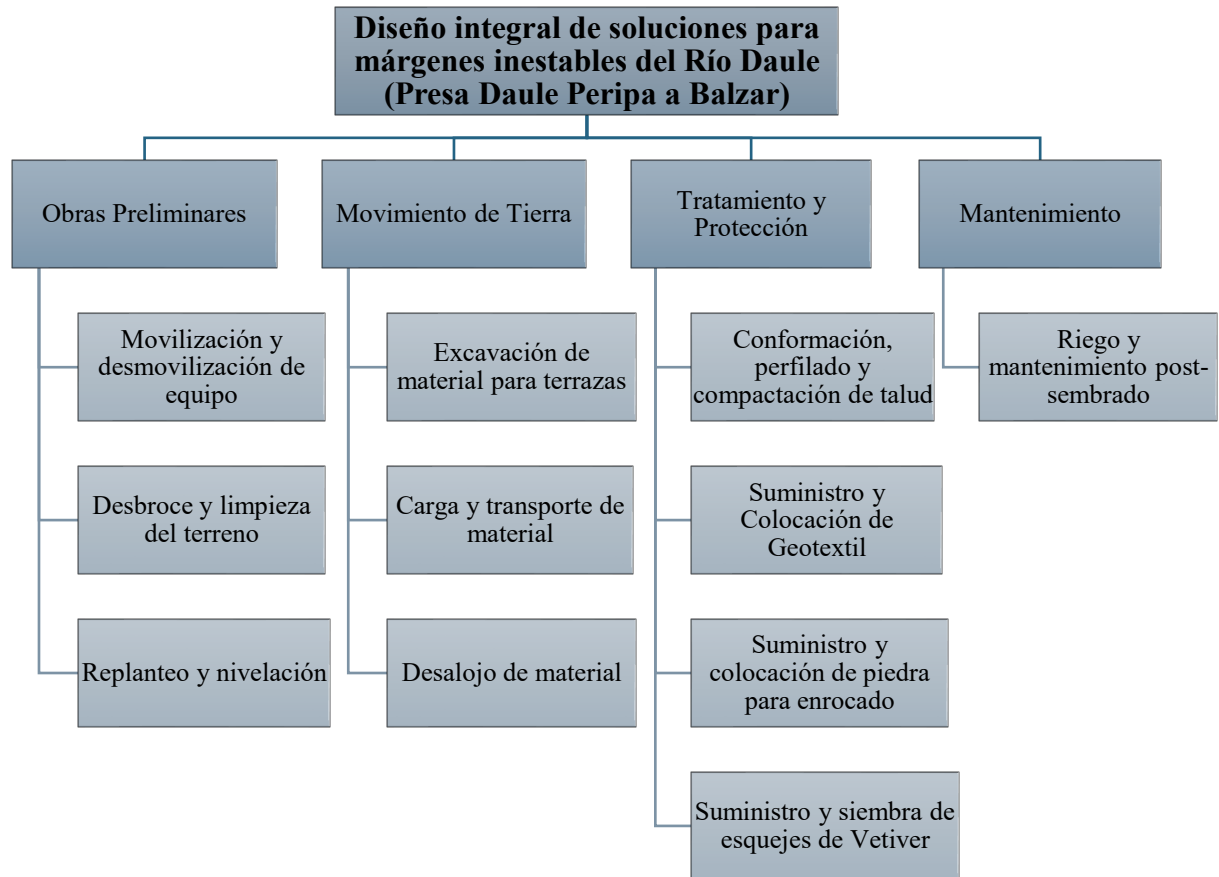 Diseño integral de soluciones para
márgenes inestables del Río Daule
(Presa Daule Peripa a Balzar)
Obras Preliminares
Movilización y
desmovilización de
equipo
Desbroce y limpieza
del terreno
Replanteo y nivelación
Movimiento de Tierra
Excavación de
material para terrazas
Carga y transporte de
material
Desalojo de material
Tratamiento y
Protección
Conformación,
perfilado y
compactación de talud
Suministro y
Colocación de
Geotextil
Suministro y
colocación de piedra
para enrocado
Suministro y siembra de
esquejes de Vetiver
Mantenimiento
Riego y
mantenimiento post-
sembrado